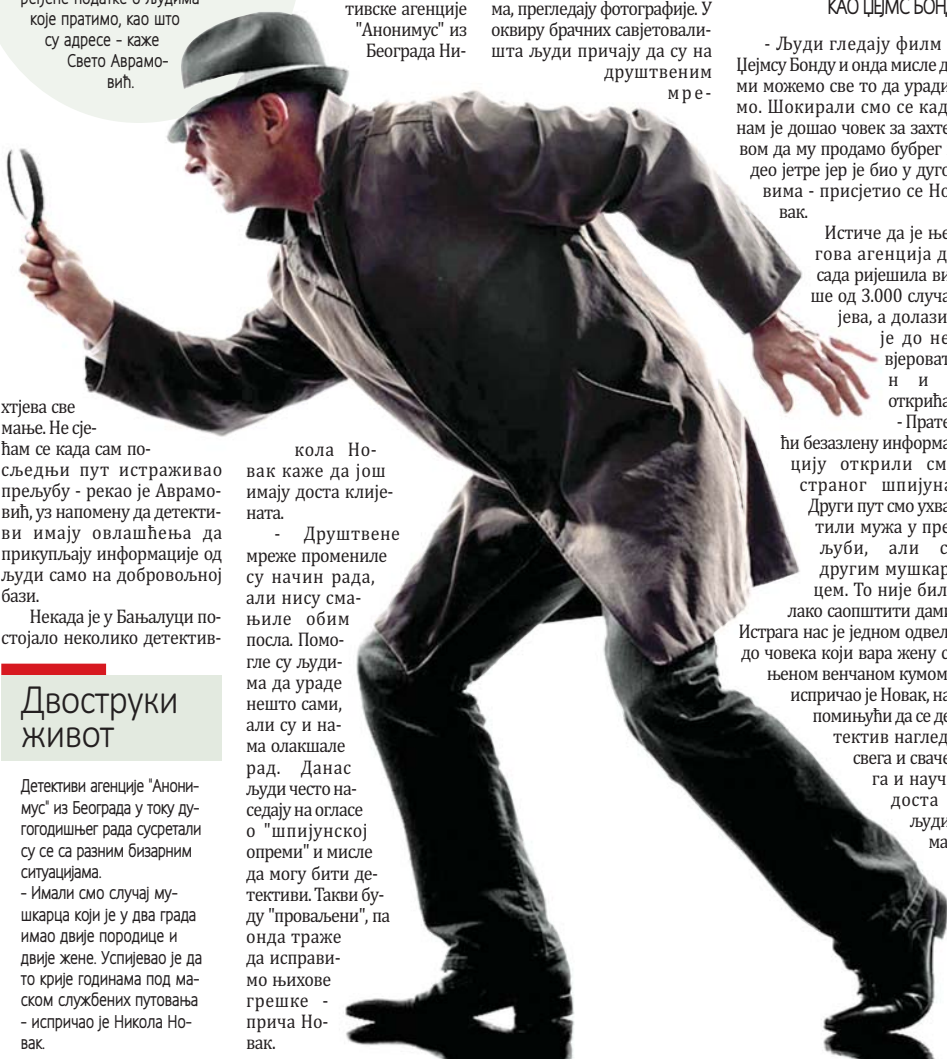 ређене податке о људима
које пратимо, као што
су адресе - каже
Свето Аврамо-
вић.
хтјева све
мање. Не сје-
ћам се када сам по-
сљедњи пут истраживао
прељубу - рекао је Аврамо-
вић, уз напомену да детекти-
ви имају овлашћења да
прикупљају информације од
људи само на добровољној
бази.
Некада је у Бањалуци по-
стојало неколико детектив-
Двоструки
живот
Детективи агенције "Анони-
мус" из Београда у току ду-
гогодишњег рада сусретали
су се са разним бизарним
ситуацијама.
- Имали смо случај му-
шкарца који је у два града
имао двије породице и
двије жене. Успијевао је да
то крије годинама под ма-
ском службених путовања
- испричао је Никола Но-
вак.
тивске агенције
"Анонимус" из
Београда Ни-
кола Но-
вак каже да још
имају доста клије-
ната.
- Друштвене
мреже промениле
су начин рада,
али нису сма-
њиле обим
посла. Помо-
гле су људи-
ма да ураде
нешто сами,
али су и на-
ма олакшале
рад. Данас
људи често на-
седају на огласе
о "шпијунској
опреми" и мисле
да могу бити де-
тективи. Такви бу-
ду "проваљени", па
онда траже
да исправи-
мо њихове
грешке -
прича Но-
вак.
ма, прегледају фотографије. У
оквиру брачних савјетовали-
шта људи причају да су на
друштвеним
мре-
КАО ЏЕЈМС БОНД
- Људи гледају филм
Џејмсу Бонду и онда мисле д
ми можемо све то да уради
мо. Шокирали смо се кад
нам је дошао човек за захте
вом да му продамо бубрег
део јетре јер је био у дуго
вима - присјетио се Но
вак.
Истиче да је ње
гова агенција д
сада ријешила ви
ше од 3.000 случа
јева, а долази
је до не
вјероват
н и
открића
- Прате
ћи безазлену информа
цију открили см
страног шпијуна
Други пут смо ухва
тили мужа у пре
љуби, али с
другим мушкар
цем. То није бил
лако саопштити дами
Истрага нас је једном одвел
до човека који вара жену с
њеном венчаном кумом
испричао је Новак, на
помињући да се де
тектив наглед
свега и сваче
га и науч
доста
људи
ма